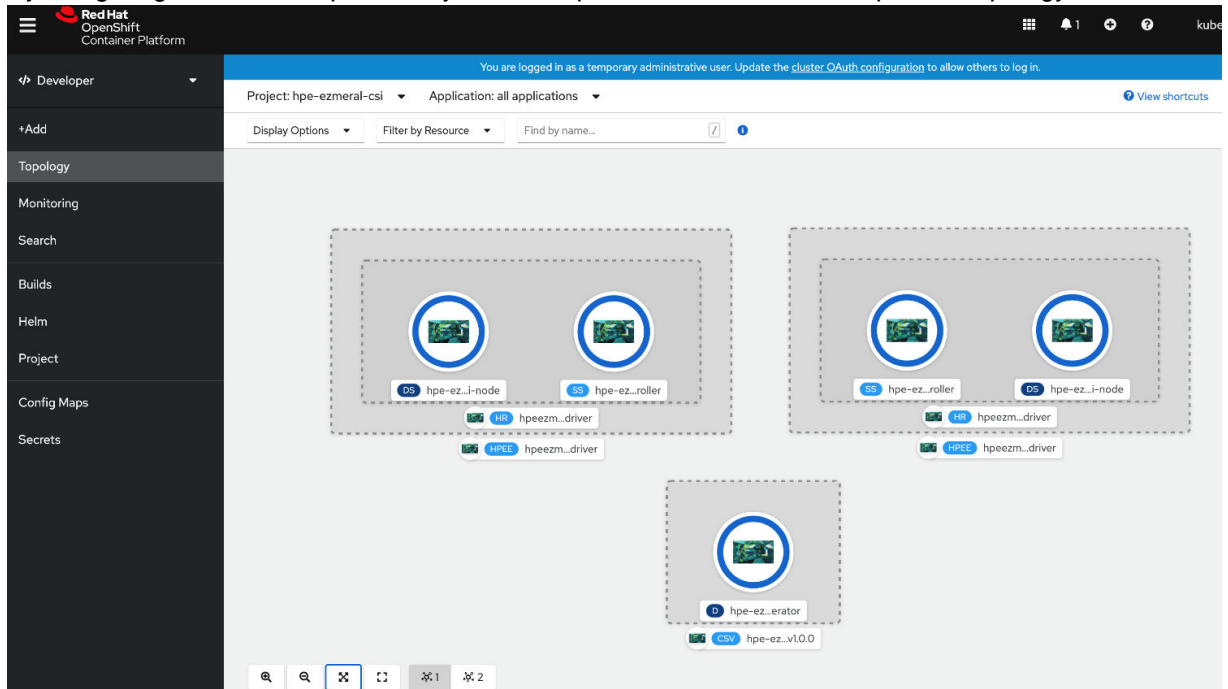 Red Hat
OpenShift
Container Platform
1
kube
</> Developer
You are logged in as a temporary administrative user. Update the cluster OAuth configuration to allow others to log in.
Project: hpe-ezmeral-csi
Application: all applications
View shortcuts
+Add
Display Options
Filter by Resource
Find by name...
/
Topology
Monitoring
Search
Builds
Helm
Project
Config Maps
Secrets
DS hpe-ez...i-node
SS hpe-ez...roller
HR hpeezm...driver
HPEE hpeezm...driver
SS hpe-ez...roller
DS hpe-ez...i-node
HR hpeezm...driver
HPEE hpeezm...driver
D hpe-ez...erator
CSV hpe-ez...v1.0.0
1
2